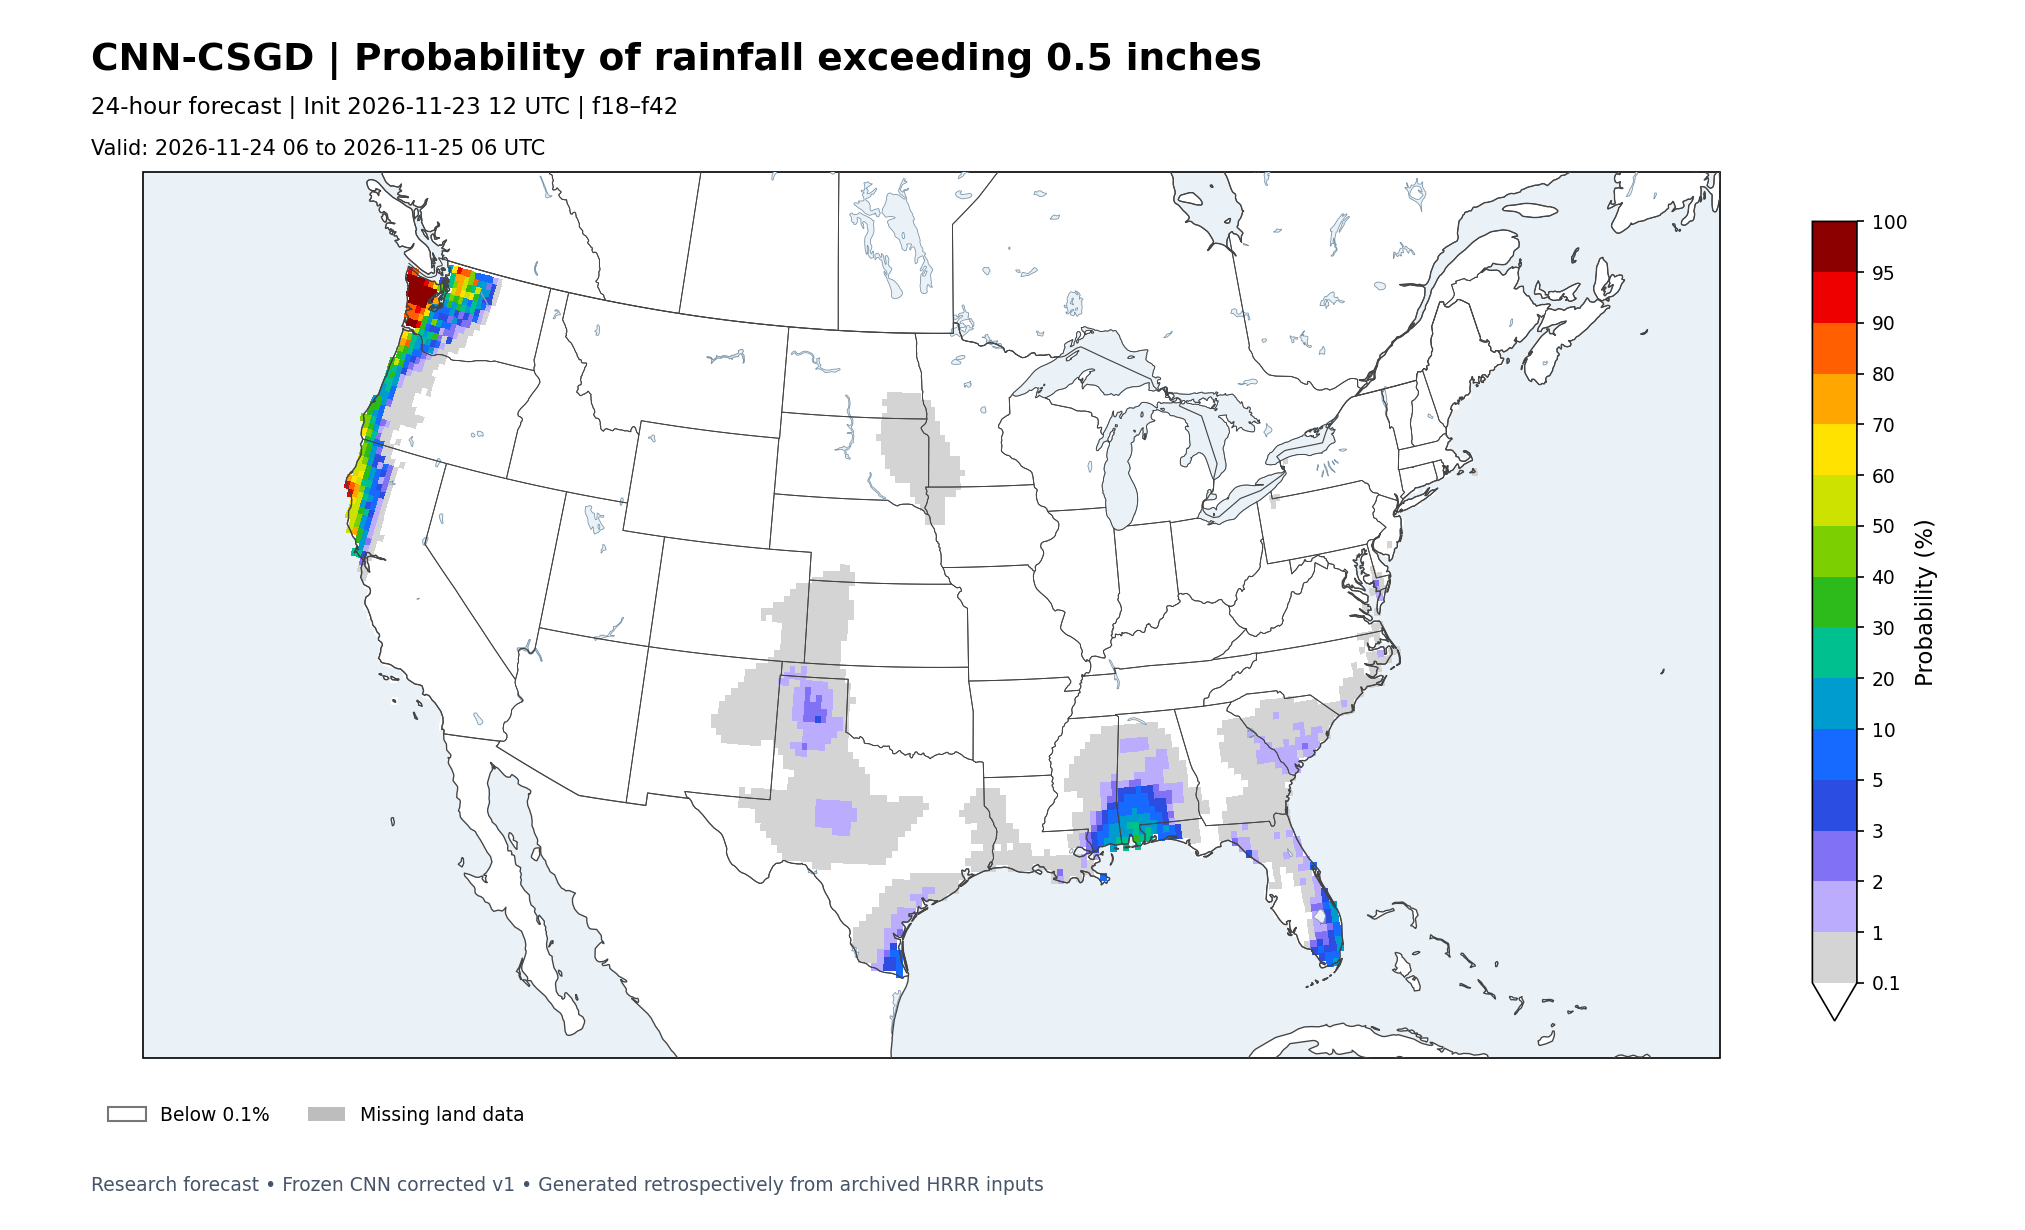 CNN-CSGD | Probability of rainfall exceeding 0.5 inches
24-hour forecast | Init 2026-11-23 12 UTC | f18–f42
Valid: 2026-11-24 06 to 2026-11-25 06 UTC
100
95
90
80
70
60
50
40
30
20
10
5
3
2
1
0.1
Probability (%)
Below 0.1%
Missing land data
Research forecast • Frozen CNN corrected v1 • Generated retrospectively from archived HRRR inputs